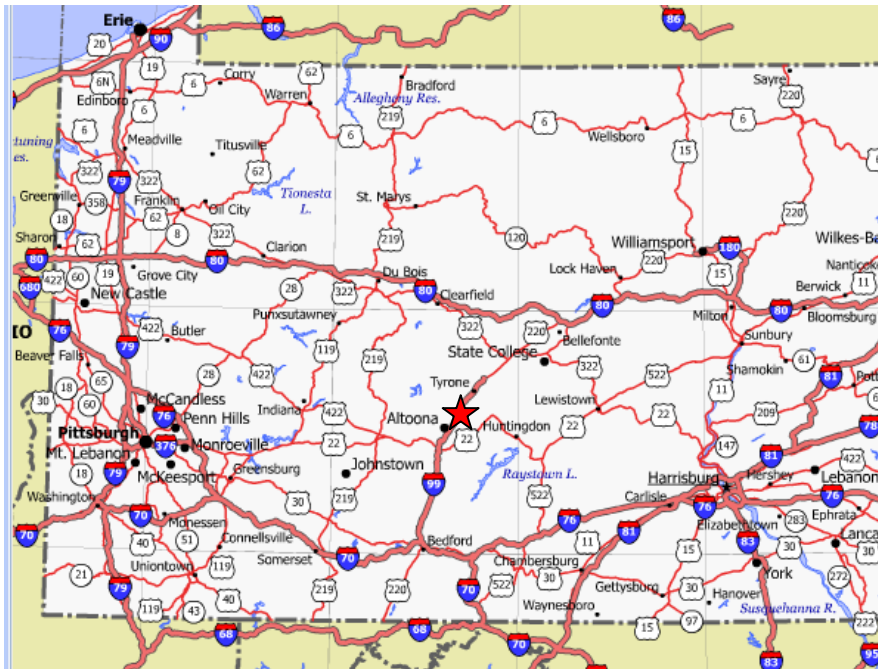 Erie
86
86
90
20
19
6N
6
Corry
62
Edinboro
Warren
Bradford
Allegheny Res.
Sayre
220
6
219
6
6
6
Wellsboro
6
tuning
es.
Meadville
Titusville
15
322
79
322
62
Greenville
358
Franklin
Oil City
Tionesta
L.
St. Marys
18
62
8
322
219
120
220
Sharon
62
Clarion
Williamsport
180
Wilkes-Ba
80
19
80
220
Nanticoke
680
422
60
Grove City
28
322
Du Bois
80
Lock Haven
15
11
New Castle
Clearfield
80
Berwick
Milton
80
Bloomsburg
IO
76
422
Butler
Punxsutawney
322
220
Bellefonte
Sunbury
Beaver Falls
79
119
219
State College
322
522
Shamokin
61
18
65
28
422
Tyrone
11
81
Pott
30
60
McCandless
Indiana
422
Altoona
Lewistown
22
209
76
Penn Hills
22
22
22
Huntingdon
22
78
Pittsburgh
376
Monroeville
147
81
Mt. Lebanon
Johnstown
Raystown L.
Harrisburg
Hershey
422
18
79
McKeesport
Greensburg
99
Lebanon
Washington
30
219
522
Carlisle
76
76
70
70
Monessen
76
81
Elizabethtown
283
Ephrata
40
51
Connellsville
Somerset
70
Bedford
11
15
83
30
Lanca
21
Uniontown
119
Chambersburg
30
York
272
79
219
220
70
522
Gettysburg
30
Hanover
119
43
40
Waynesboro
Susquehanna R.
68
68
70
15
97
222
83
95